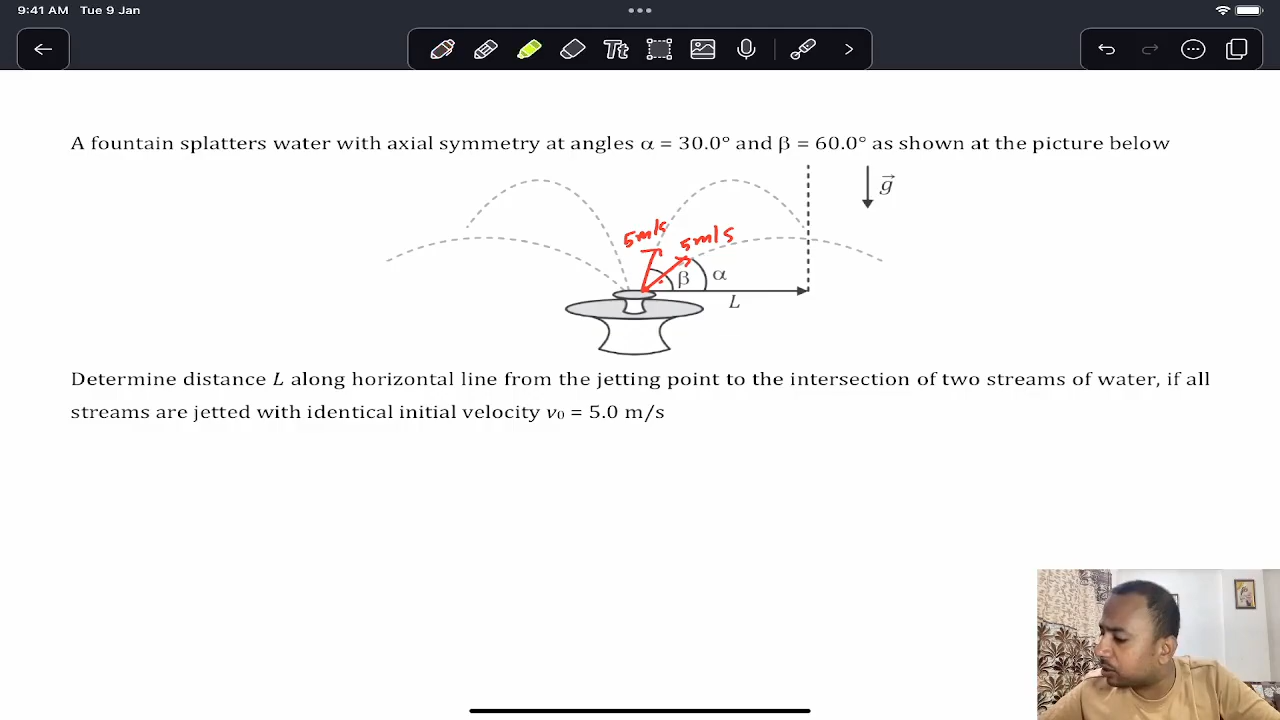 9:41 AM Tue 9 Jan
Tt
A fountain splatters water with axial symmetry at angles α = 30.0° and β = 60.0° as shown at the picture below
g⃗
5m/s
5m/s
β
α
L
Determine distance L along horizontal line from the jetting point to the intersection of two streams of water, if all
streams are jetted with identical initial velocity v₀ = 5.0 m/s